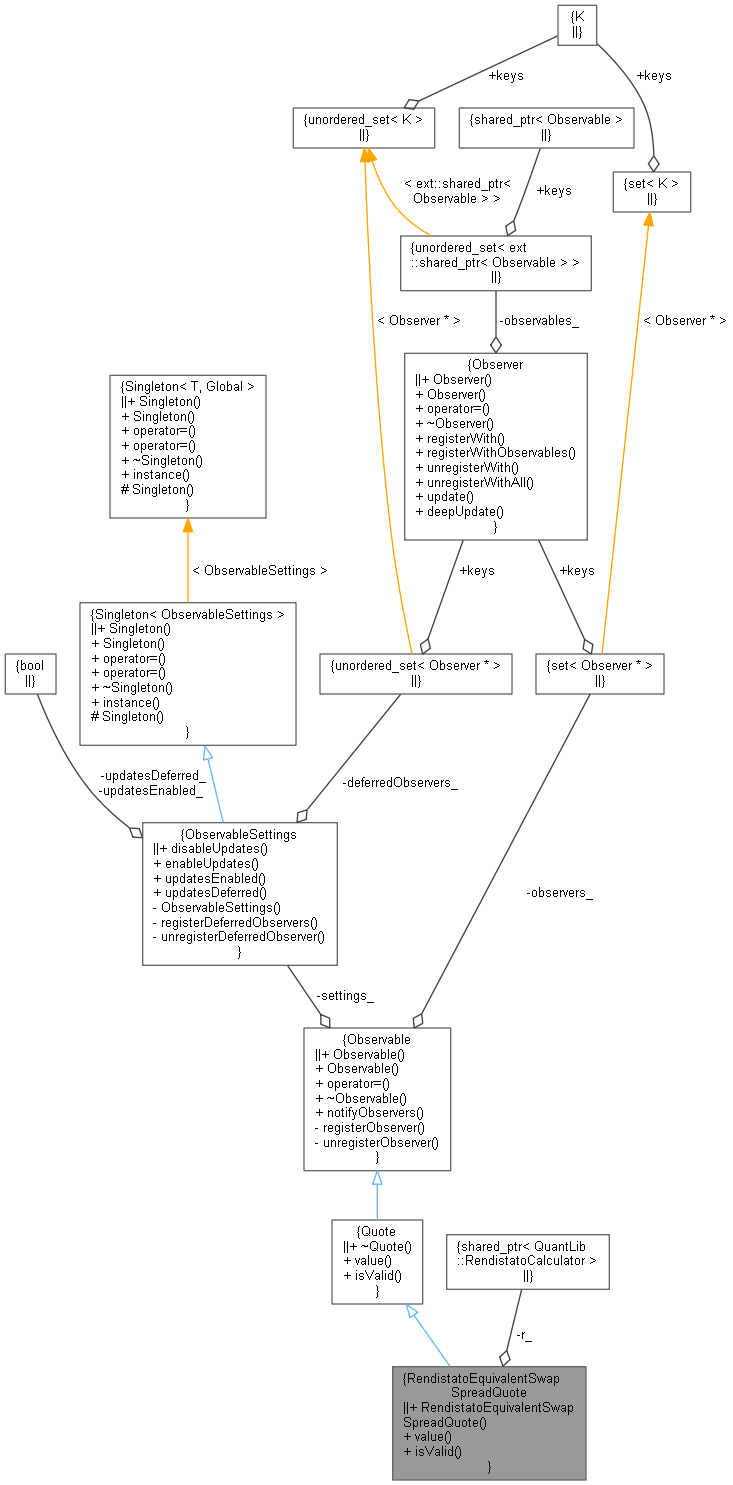 {K
||}
+keys
+keys
{unordered_set< K >
||}
{shared_ptr< Observable >
||}
{set< K >
||}
< ext::shared_ptr<
Observable > >
+keys
{unordered_set< ext
::shared_ptr< Observable > >
||}
< Observer * >
-observables_
< Observer * >
{Observer
||+ Observer()
+ Observer()
+ operator=()
+ ~Observer()
+ registerWith()
+ registerWithObservables()
+ unregisterWith()
+ unregisterWithAll()
+ update()
+ deepUpdate()
}
{Singleton< T, Global >
||+ Singleton()
+ Singleton()
+ operator=()
+ operator=()
+ ~Singleton()
+ instance()
# Singleton()
}
< ObservableSettings >
+keys
+keys
{Singleton< ObservableSettings >
||+ Singleton()
+ Singleton()
+ operator=()
+ operator=()
+ ~Singleton()
+ instance()
# Singleton()
}
{bool
||}
{unordered_set< Observer * >
||}
{set< Observer * >
||}
-updatesDeferred_
-updatesEnabled_
-deferredObservers_
{ObservableSettings
||+ disableUpdates()
+ enableUpdates()
+ updatesEnabled()
+ updatesDeferred()
- ObservableSettings()
- registerDeferredObservers()
- unregisterDeferredObserver()
}
-observers_
-settings_
{Observable
||+ Observable()
+ Observable()
+ operator=()
+ ~Observable()
+ notifyObservers()
- registerObserver()
- unregisterObserver()
}
{Quote
||+ ~Quote()
+ value()
+ isValid()
}
{shared_ptr< QuantLib
::RendistatoCalculator >
||}
-r_
{RendistatoEquivalentSwap
SpreadQuote
||+ RendistatoEquivalentSwap
SpreadQuote()
+ value()
+ isValid()
}